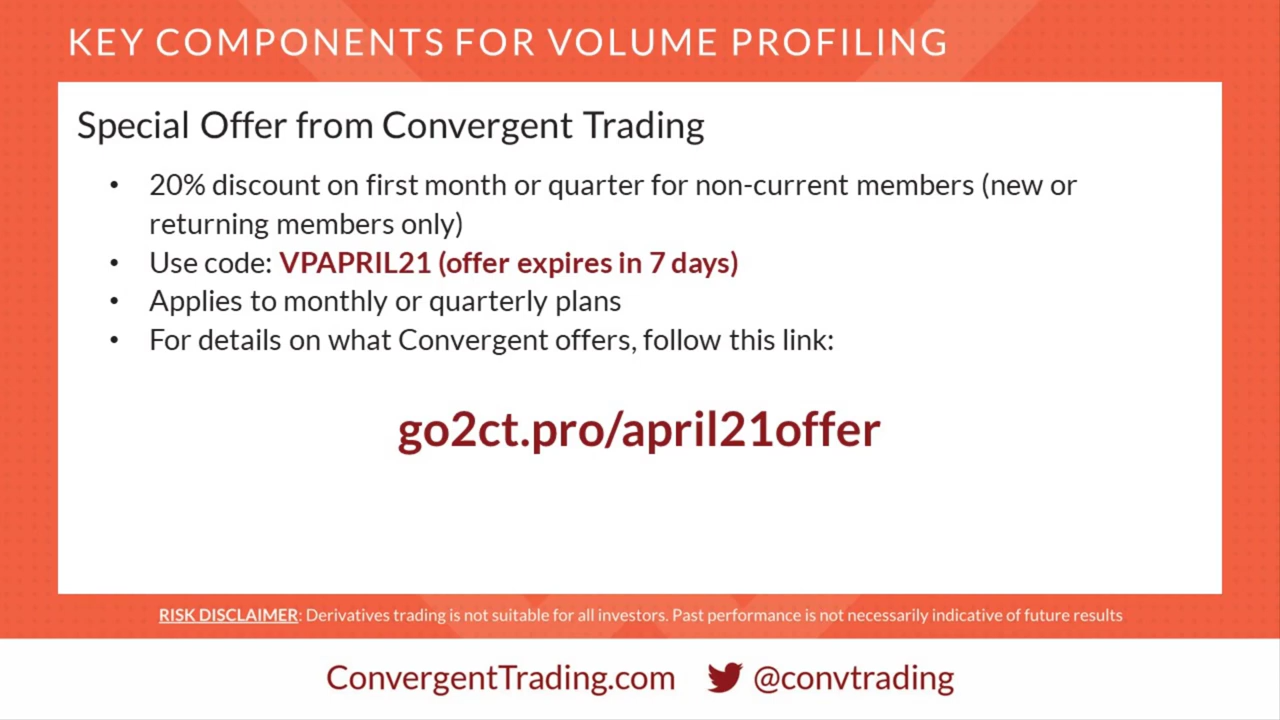 KEY COMPONENTS FOR VOLUME PROFILING
Special Offer from Convergent Trading
• 20% discount on first month or quarter for non-current members (new or
returning members only)
• Use code: VPAPRIL21 (offer expires in 7 days)
• Applies to monthly or quarterly plans
• For details on what Convergent offers, follow this link:
go2ct.pro/april21offer
RISK DISCLAIMER: Derivatives trading is not suitable for all investors. Past performance is not necessarily indicative of future results
ConvergentTrading.com @convtrading